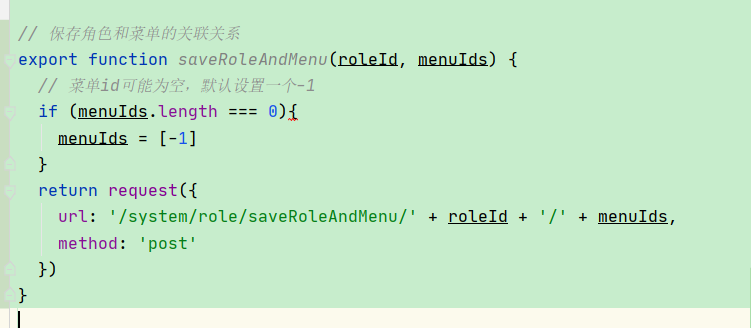 // 保存角色和菜单的关联关系
export function saveRoleAndMenu(roleId, menuIds) {
// 菜单id可能为空，默认设置一个-1
if (menuIds.length === 0){
menuIds = [-1]
}
return request({
url: '/system/role/saveRoleAndMenu/' + roleId + '/' + menuIds,
method: 'post'
})
}